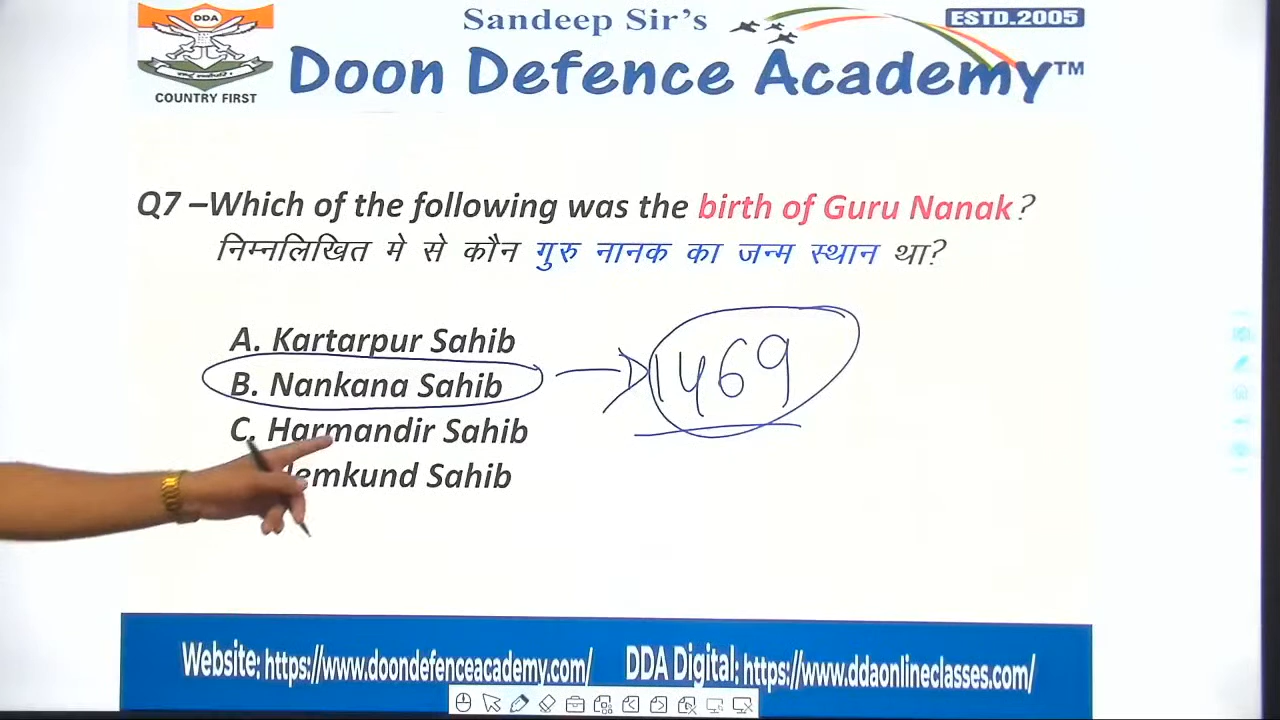 DDA
COUNTRY FIRST
Sandeep Sir's
ESTD.2005
Doon Defence Academy™
Q7 –Which of the following was the birth of Guru Nanak?
निम्नलिखित मे से कौन गुरु नानक का जन्म स्थान था?
A. Kartarpur Sahib
B. Nankana Sahib
1469
C. Harmandir Sahib
Sahib
Website: https://www.doondefenceacademy.com/ DDA Digital: https://www.ddaonlineclasses.com/